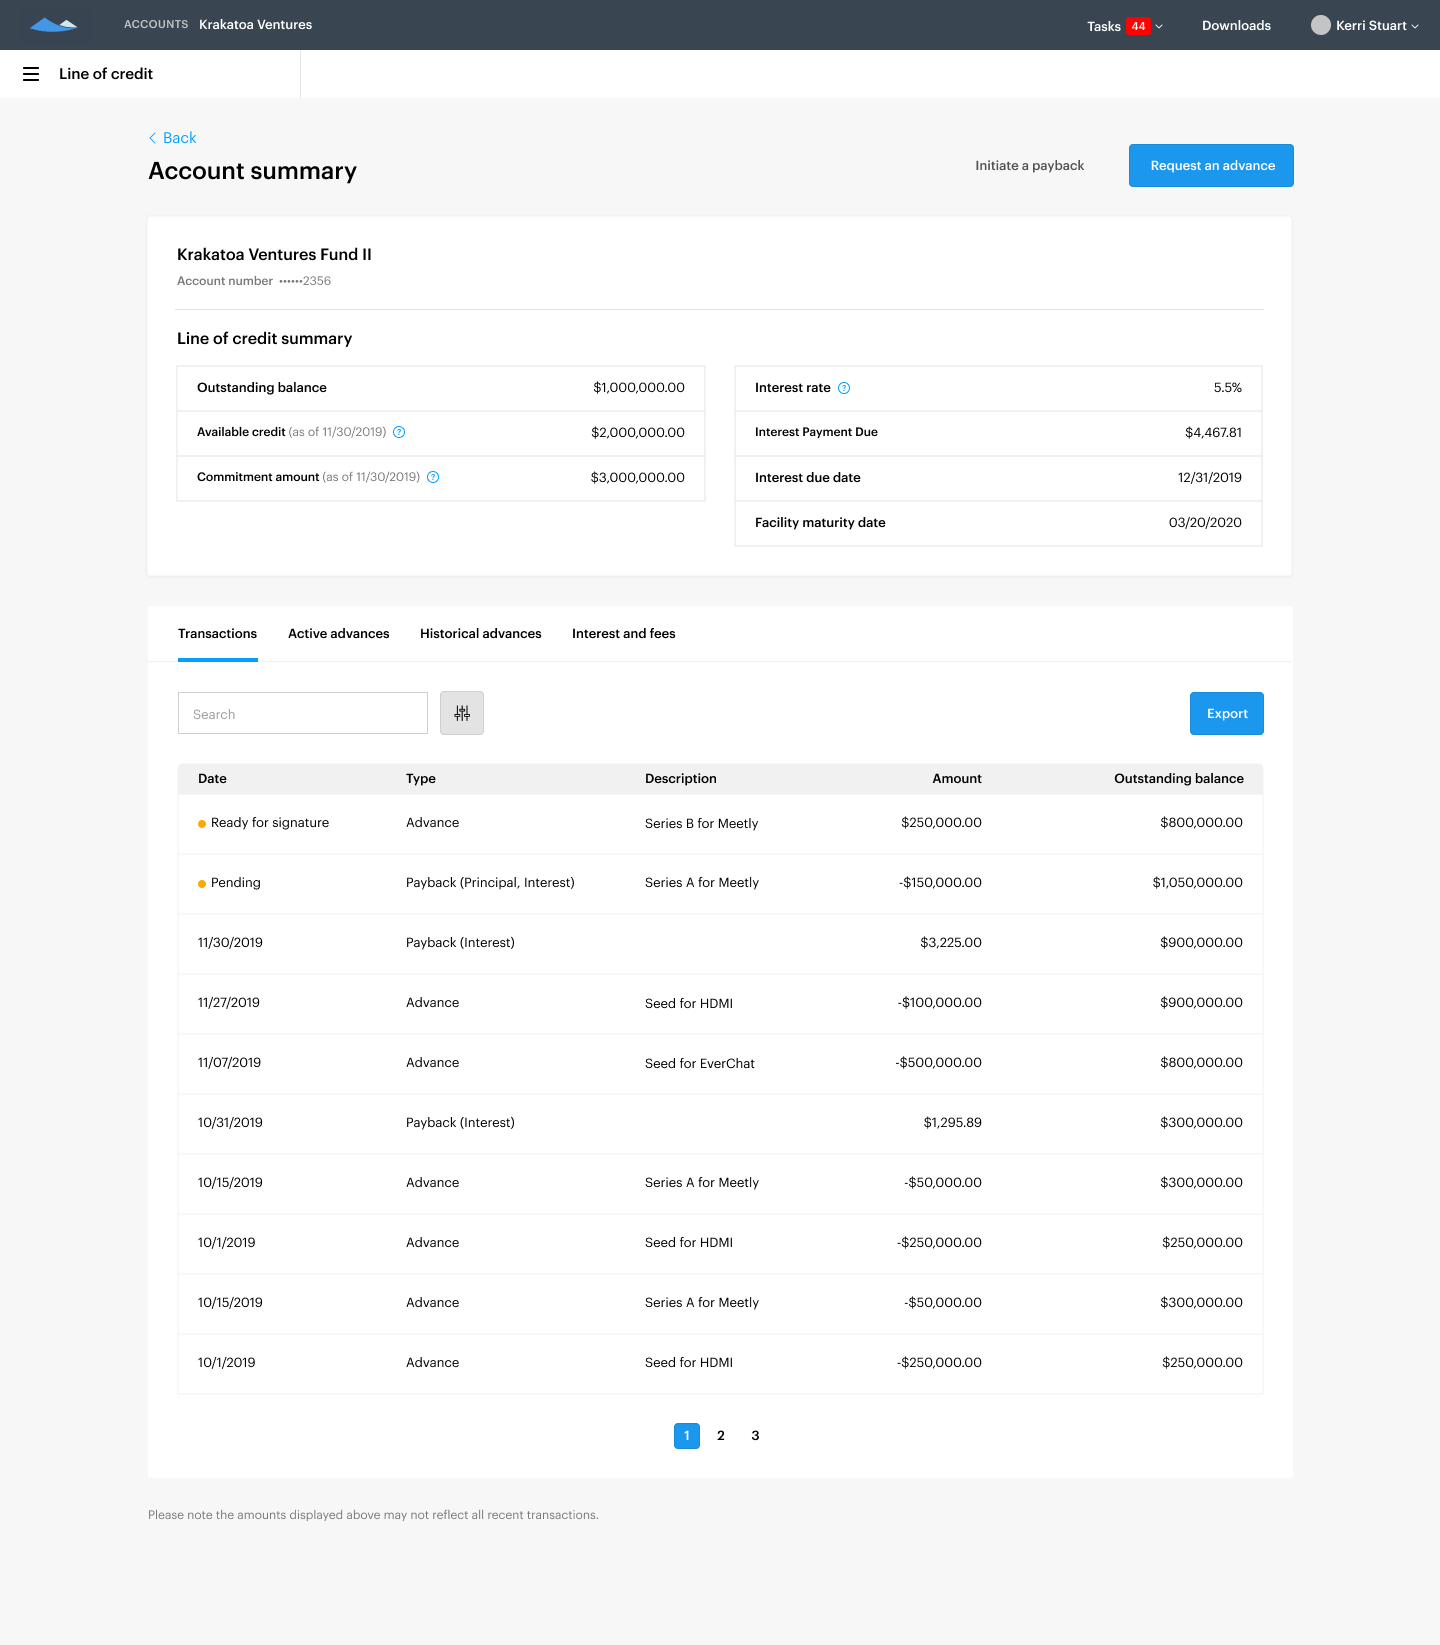 ACCOUNTS Krakatoa Ventures Tasks 44 Downloads Kerri Stuart
Line of credit
Back
Account summary
Initiate a payback Request an advance
Krakatoa Ventures Fund II
Account number ••••••2356
Line of credit summary
Outstanding balance $1,000,000.00
Available credit (as of 11/30/2019) ? $2,000,000.00
Commitment amount (as of 11/30/2019) ? $3,000,000.00
Interest rate ? 5.5%
Interest Payment Due $4,467.81
Interest due date 12/31/2019
Facility maturity date 03/20/2020
Transactions Active advances Historical advances Interest and fees
Search Export
Date Type Description Amount Outstanding balance
Ready for signature Advance Series B for Meetly $250,000.00 $800,000.00
Pending Payback (Principal, Interest) Series A for Meetly -$150,000.00 $1,050,000.00
11/30/2019 Payback (Interest) $3,225.00 $900,000.00
11/27/2019 Advance Seed for HDMI -$100,000.00 $900,000.00
11/07/2019 Advance Seed for EverChat -$500,000.00 $800,000.00
10/31/2019 Payback (Interest) $1,295.89 $300,000.00
10/15/2019 Advance Series A for Meetly -$50,000.00 $300,000.00
10/1/2019 Advance Seed for HDMI -$250,000.00 $250,000.00
10/15/2019 Advance Series A for Meetly -$50,000.00 $300,000.00
10/1/2019 Advance Seed for HDMI -$250,000.00 $250,000.00
1 2 3
Please note the amounts displayed above may not reflect all recent transactions.